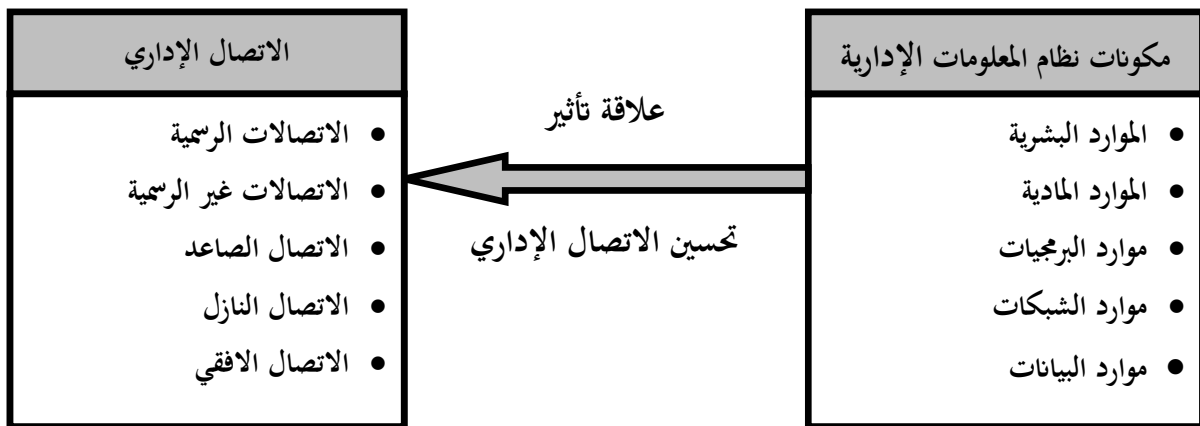 مكونات نظام المعلومات الإدارية
• الموارد البشرية
• الموارد المادية
• موارد البرمجيات
• موارد الشبكات
• موارد البيانات
علاقة تأثير
تحسين الاتصال الإداري
الاتصال الإداري
• الاتصالات الرسمية
• الاتصالات غير الرسمية
• الاتصال الصاعد
• الاتصال النازل
• الاتصال الافقي